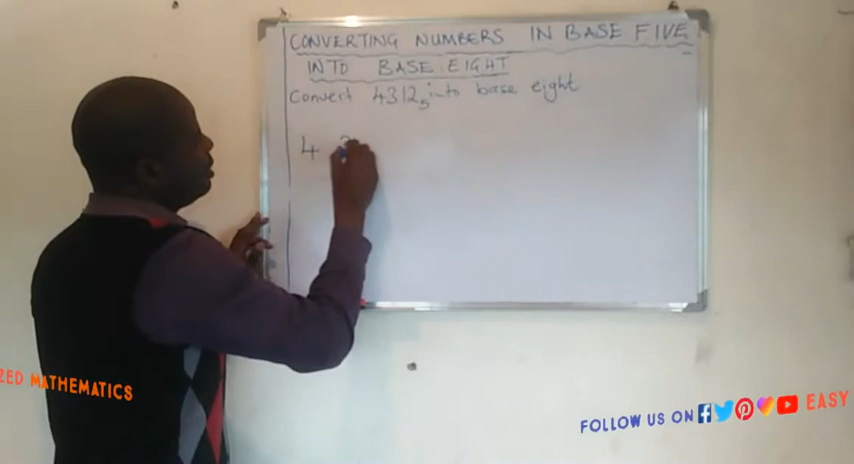 CONVERTING NUMBERS IN BASE FIVE
INTO BASE EIGHT
Convert 4312₅ into base eight
4 3
ZED MATHEMATICS
FOLLOW US ON EASY